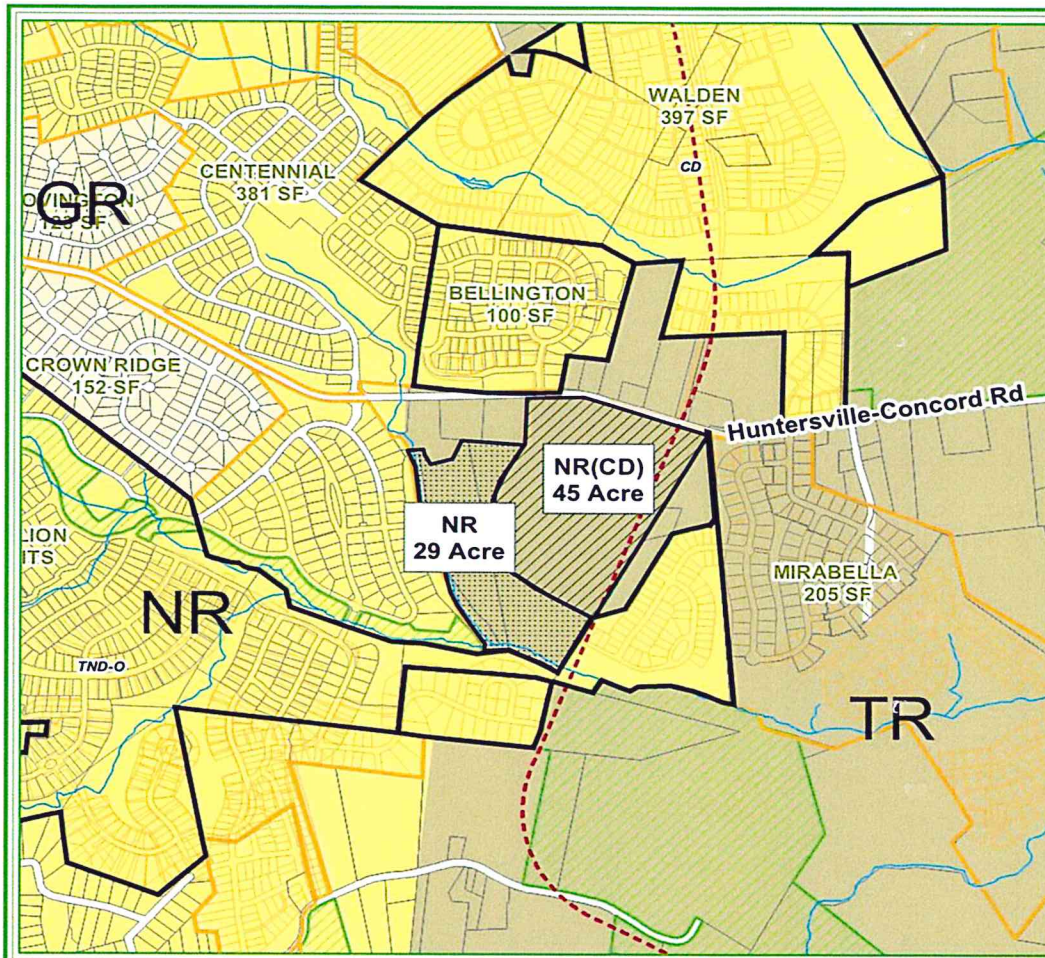 WALDEN
397 SF
CD
CENTENNIAL
381 SF
GR
BELLINGTON
100 SF
CROWN RIDGE
152 SF
Huntersville-Concord Rd
NR(CD)
45 Acre
NR
29 Acre
MIRABELLA
205 SF
NR
TND-O
TR